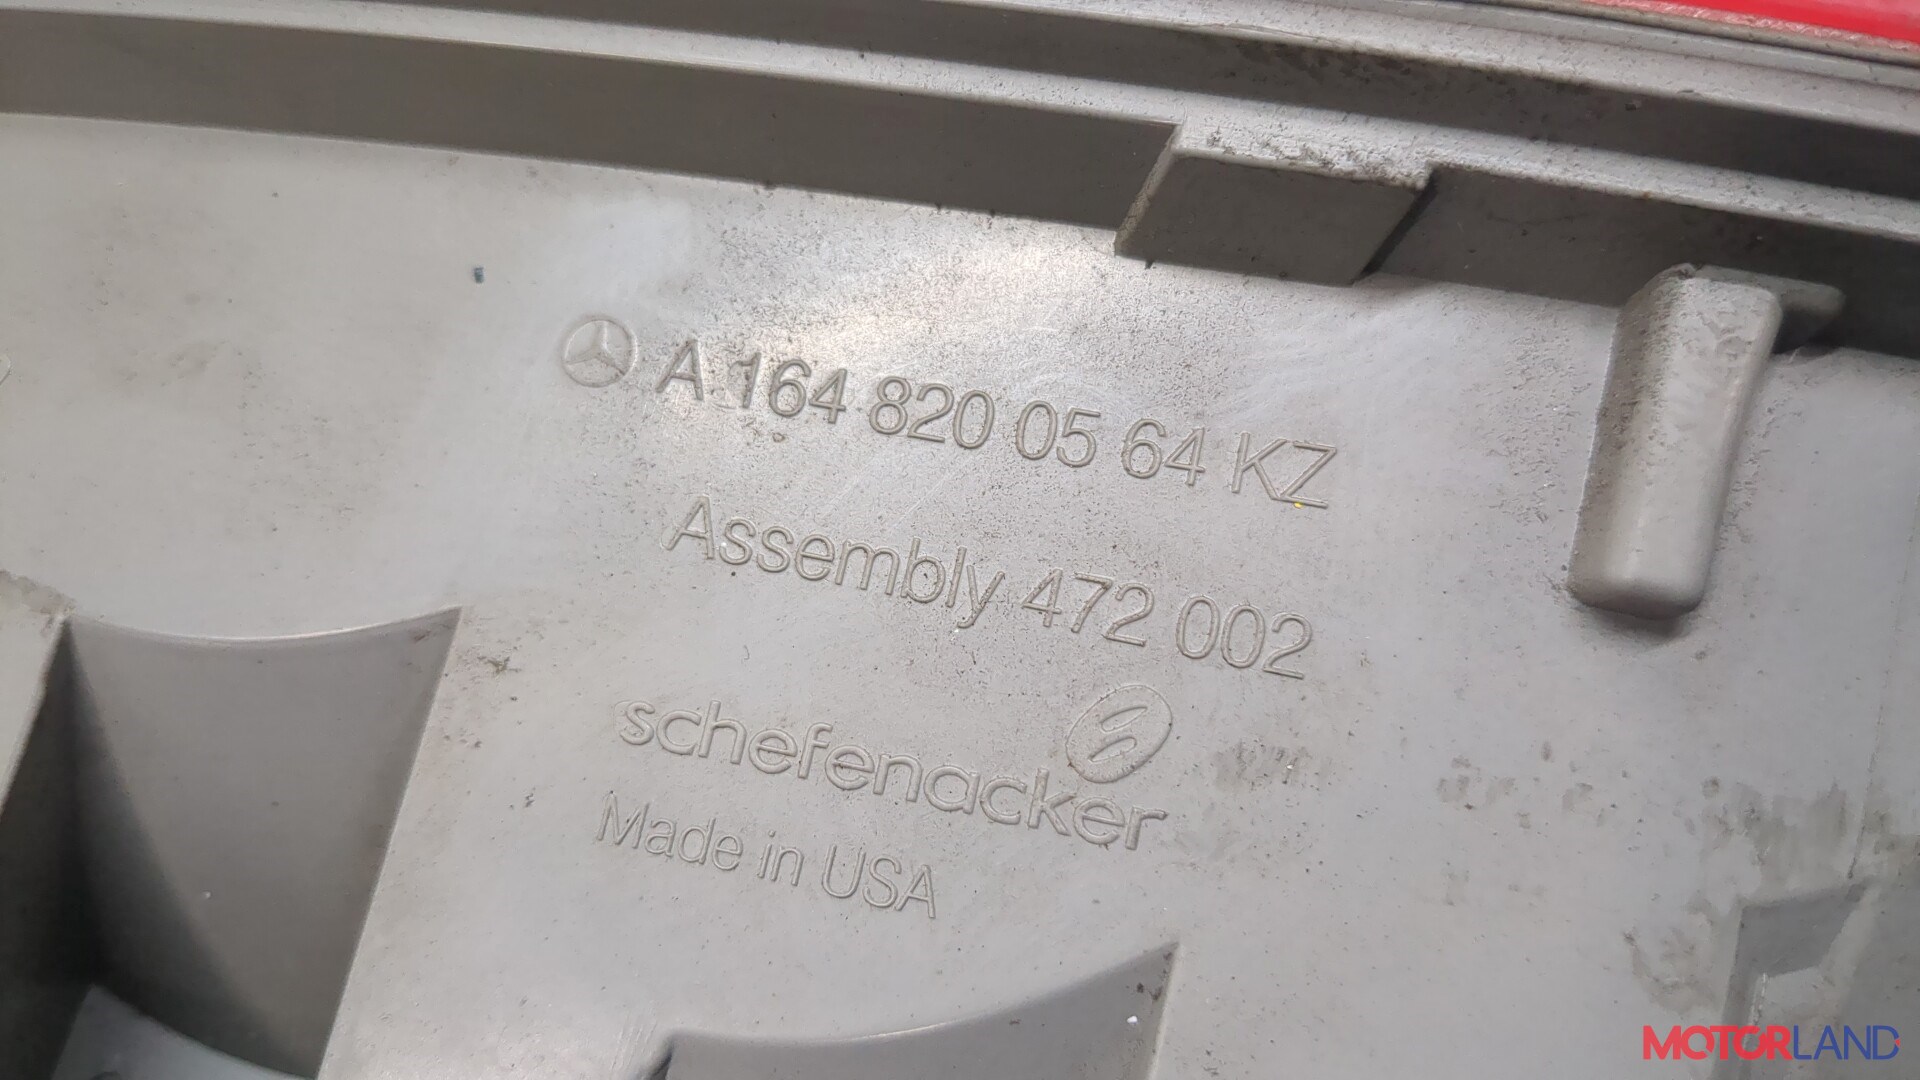 A 164 820 05 64 KZ
Assembly 472 002
schefenacker
Made in USA
MOTORLAND